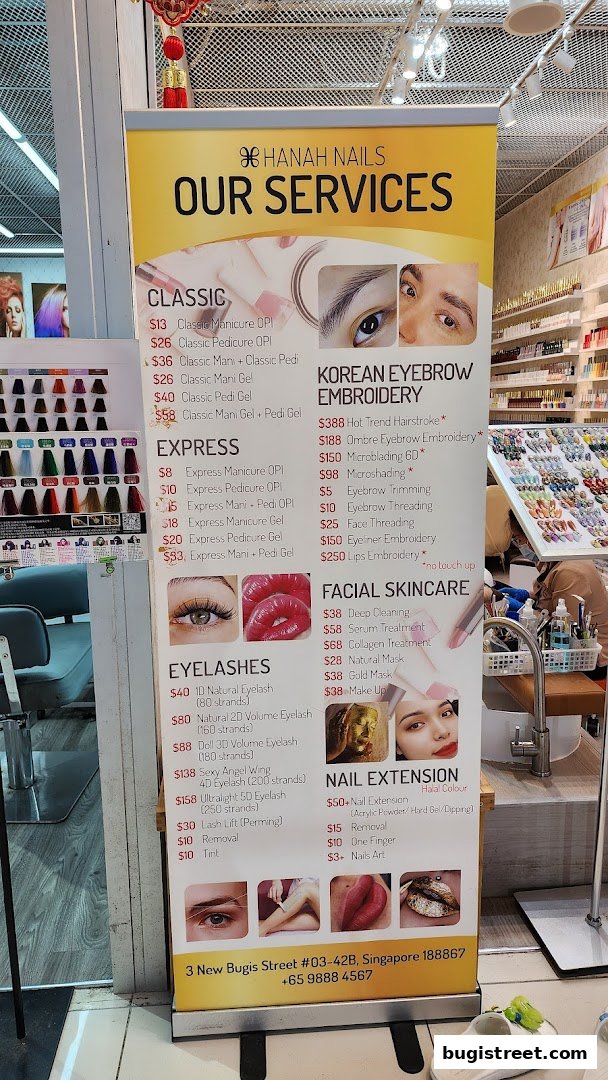 HANAH NAILS
OUR SERVICES
CLASSIC
$13 Classic Manicure OPI
$26 Classic Pedicure OPI
$36 Classic Mani + Classic Pedi
$26 Classic Mani Gel
$40 Classic Pedi Gel
$58 Classic Mani Gel + Pedi Gel
EXPRESS
$8 Express Manicure OPI
$10 Express Pedicure OPI
Express Mani + Pedi OPI
$18 Express Manicure Gel
$20 Express Pedicure Gel
Express Mani + Pedi Gel
EYELASHES
$40 1D Natural Eyelash
(80 strands)
$80 Natural 2D Volume Eyelash
(160 strands)
$88 Doll 3D Volume Eyelash
(180 strands)
$138 Sexy Angel Wing
4D Eyelash (200 strands)
$158 Ultralight 5D Eyelash
(250 strands)
$30 Lash Lift (Perming)
$10 Removal
$10 Tint
KOREAN EYEBROW
EMBROIDERY
$388 Hot Trend Hairstroke*
$188 Ombre Eyebrow Embroidery*
$150 Microblading 6D*
$98 Microshading*
$5 Eyebrow Trimming
$10 Eyebrow Threading
$25 Face Threading
$150 Eyeliner Embroidery
$250 Lips Embroidery*
*no touch up
FACIAL SKINCARE
$38 Deep Cleaning
$58 Serum Treatment
$68 Collagen Treatment
$28 Natural Mask
$38 Gold Mask
$38 Make Up
NAIL EXTENSION
Halal Colour
$50+ Nail Extension
(Acrylic Powder/ Hard Gel/Dipping)
$15 Removal
$10 One Finger
$3+ Nails Art
3 New Bugis Street #03-42B, Singapore 188867
+65 9888 4567
bugistreet.com